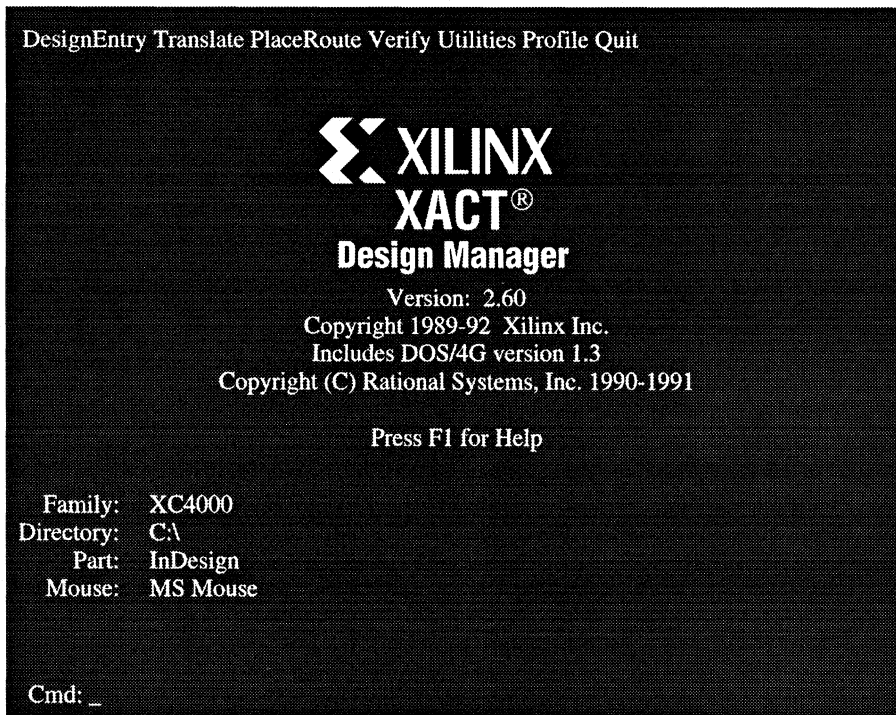 DesignEntry Translate PlaceRoute Verify Utilities Profile Quit
XILINX
XACT®
Design Manager
Version: 2.60
Copyright 1989-92 Xilinx Inc.
Includes DOS/4G version 1.3
Copyright (C) Rational Systems, Inc. 1990-1991
Press F1 for Help
Family: XC4000
Directory: C:\
Part: InDesign
Mouse: MS Mouse
Cmd: _